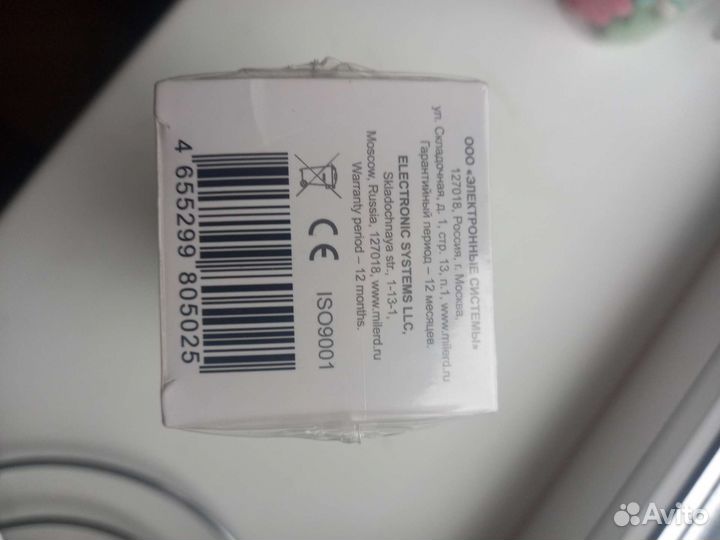 ООО «ЭЛЕКТРОННЫЕ СИСТЕМЫ»
127018, Россия, г. Москва,
ул. Складочная, д. 1, стр. 13, п.1, www.milerd.ru
Гарантийный период – 12 месяцев.
ELECTRONIC SYSTEMS LLC,
Skladochnaya str., 1-13-1,
Moscow, Russia, 127018, www.milerd.ru
Warranty period – 12 months.
CE ISO9001
4 655299 805025
Avito